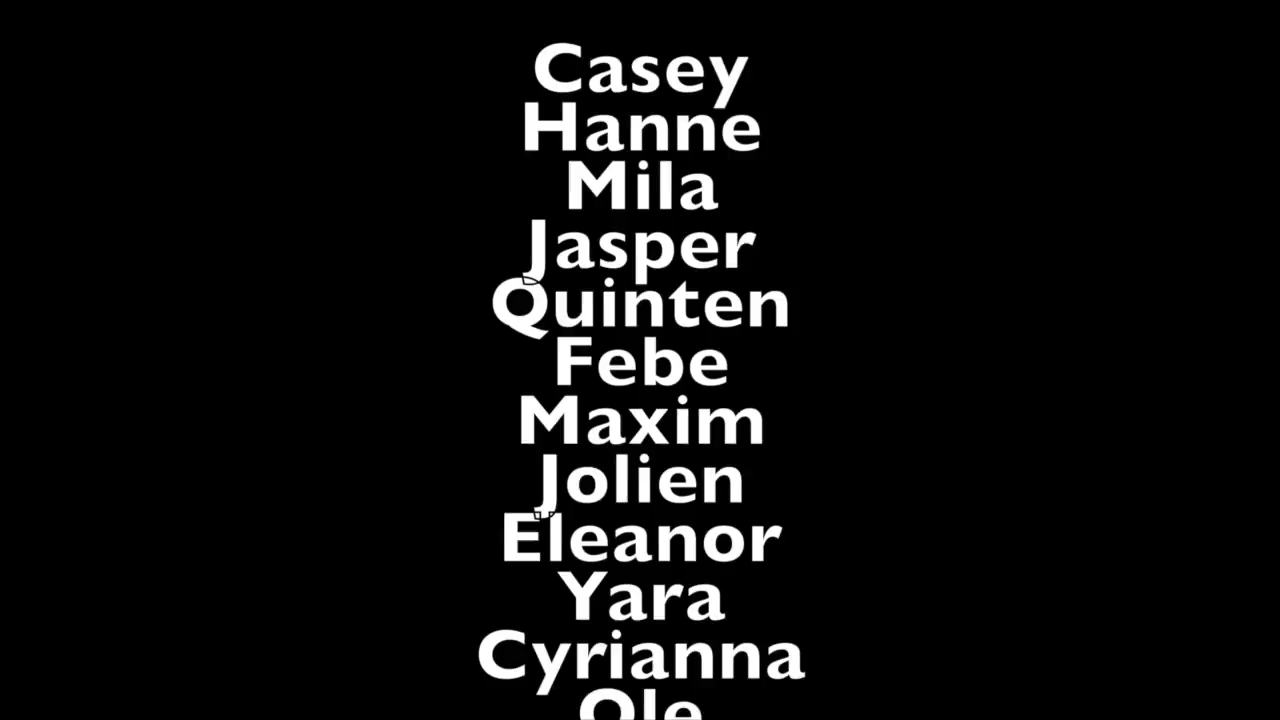 Casey
Hanne
Mila
Jasper
Quinten
Febe
Maxim
Jolien
Eleanor
Yara
Cyrianna
Ole